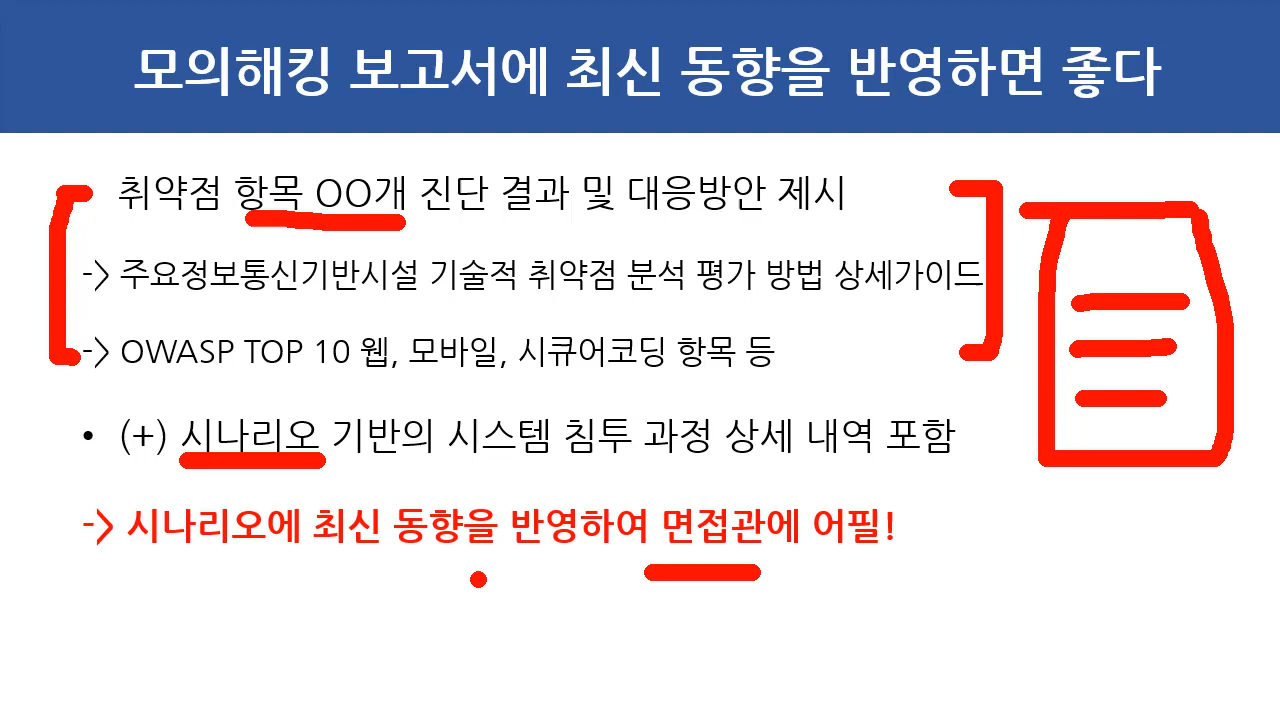 모의해킹 보고서에 최신 동향을 반영하면 좋다
취약점 항목 OO개 진단 결과 및 대응방안 제시
-> 주요정보통신기반시설 기술적 취약점 분석 평가 방법 상세가이드
-> OWASP TOP 10 웹, 모바일, 시큐어코딩 항목 등
• (+) 시나리오 기반의 시스템 침투 과정 상세 내역 포함
-> 시나리오에 최신 동향을 반영하여 면접관에 어필!